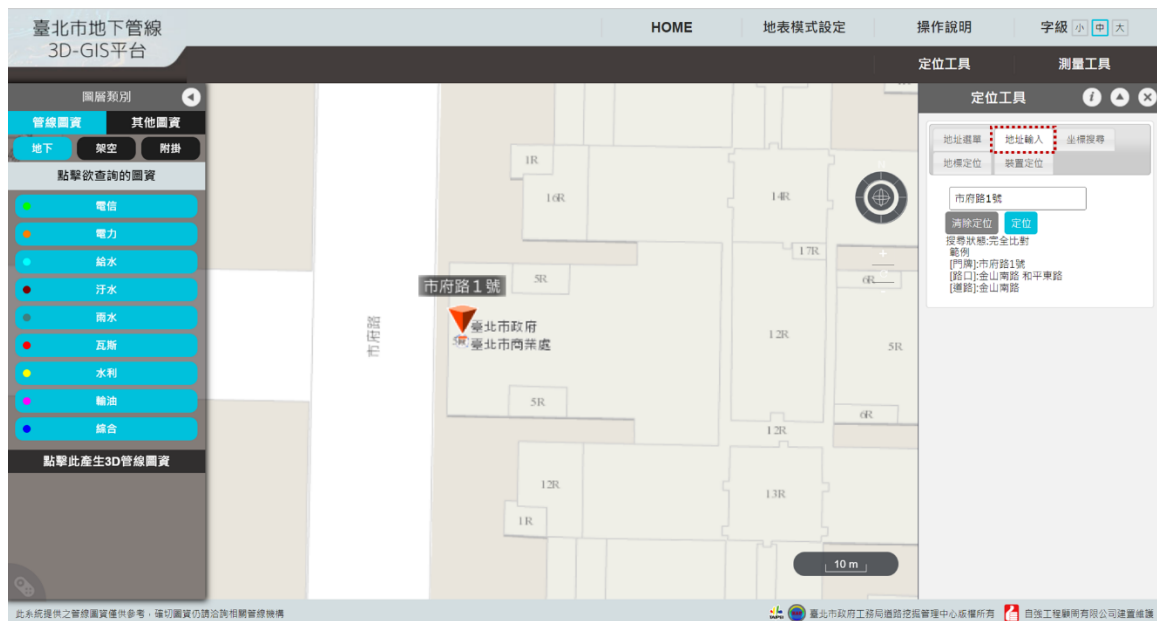 臺北市地下管線
3D-GIS平台
HOME
地表模式設定
操作說明
字級 小 中 大
定位工具
測量工具
圖層類別
管線圖資
其他圖資
地下
架空
附掛
點擊欲查詢的圖資
電信
電力
給水
汙水
雨水
瓦斯
水利
輸油
綜合
點擊此產生3D管線圖資
1R
16R
5R
14R
17R
6R
12R
5R
5R
6R
12R
12R
13R
1R
市府路
市府路1號
臺北市政府
臺北市商業處
10 m
定位工具
地址選單
地址輸入
坐標搜尋
地標定位
裝置定位
市府路1號
清除定位
定位
搜尋狀態:完全比對
範例
[門牌]:市府路1號
[路口]:金山南路 和平東路
[道路]:金山南路
此系統提供之管線圖資僅供參考，確切圖資仍請洽詢相關管線機構
臺北市政府工務局道路挖掘管理中心版權所有
自強工程顧問有限公司建置維護